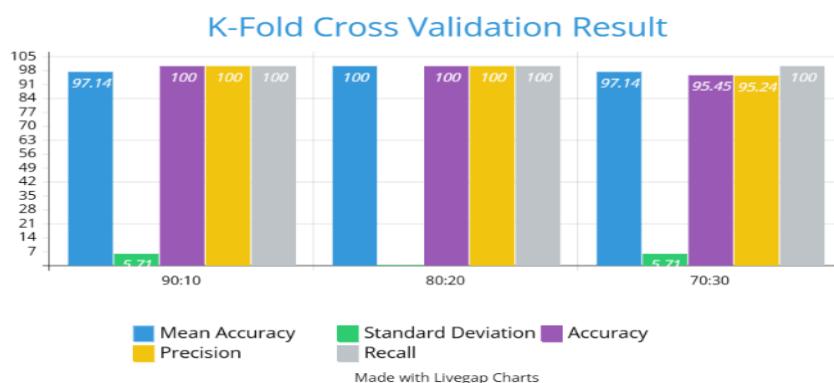 K-Fold Cross Validation Result
105
98
91
84
77
70
63
56
49
42
35
28
21
14
7
97.14 5.71 100 100 100
100 100 100 100
97.14 5.71 95.45 95.24 100
90:10 80:20 70:30
Mean Accuracy Standard Deviation Accuracy
Precision Recall
Made with Livegap Charts